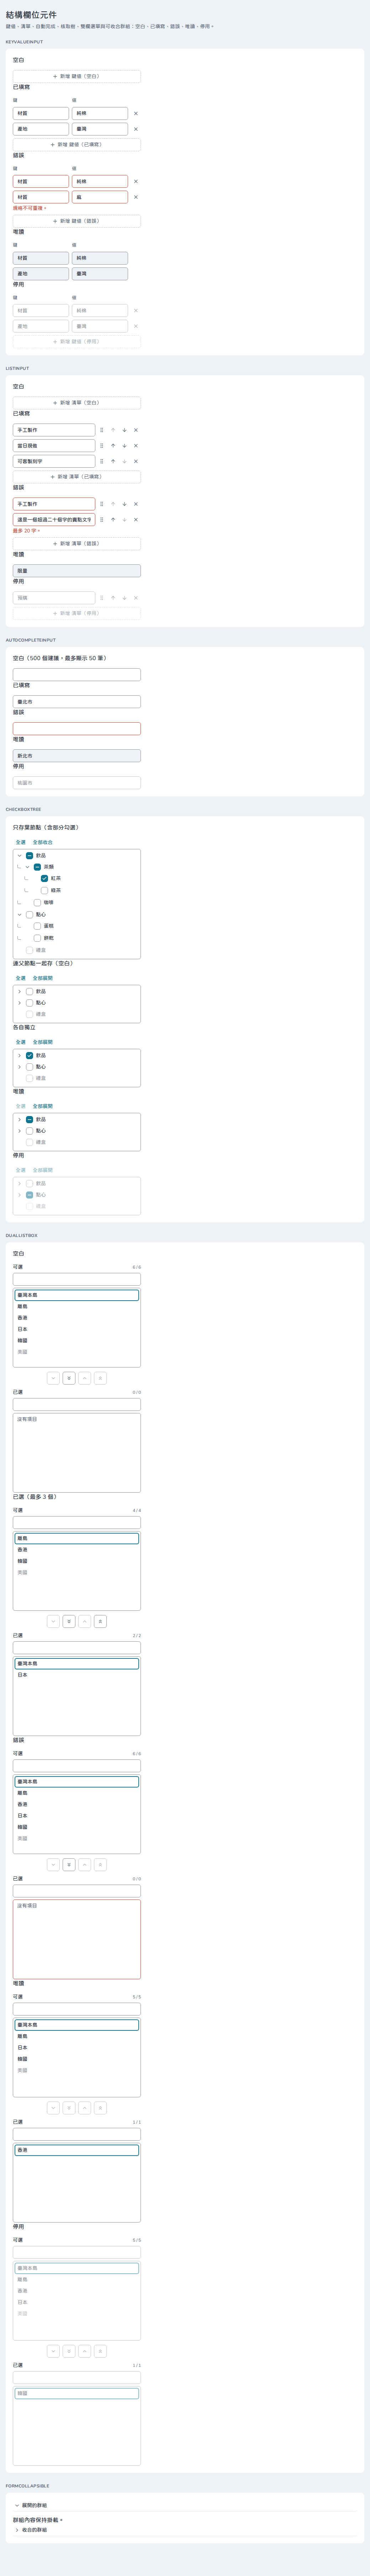 結構欄位元件
鍵值、清單、自動完成、核取樹、雙欄選單與可收合群組：空白、已填寫、錯誤、唯讀、停用。
KEYVALUEINPUT
空白
+ 新增 鍵值（空白）
已填寫
鍵 值
材質 純棉
產地 臺灣
+ 新增 鍵值（已填寫）
錯誤
鍵 值
材質 純棉
材質 麻
規格不可重複。
+ 新增 鍵值（錯誤）
唯讀
鍵 值
材質 純棉
產地 臺灣
停用
鍵 值
材質 純棉
產地 臺灣
+ 新增 鍵值（停用）
LISTINPUT
空白
+ 新增 清單（空白）
已填寫
手工製作
當日現做
可客製刻字
+ 新增 清單（已填寫）
錯誤
手工製作
這是一個超過二十個字的賣點文字
最多 20 字。
+ 新增 清單（錯誤）
唯讀
限量
停用
+ 新增 清單（停用）
AUTOCOMPLETEINPUT
空白（500 個建議，最多顯示 50 筆）
已填寫
臺北市
錯誤
唯讀
新北市
停用
桃園市
CHECKBOXTREE
只存葉節點（含部分勾選）
全選 全部收合
飲品
茶類
紅茶
綠茶
咖啡
點心
蛋糕
餅乾
禮盒
連父節點一起存（空白）
全選 全部展開
飲品
點心
禮盒
各自獨立
全選 全部展開
飲品
點心
禮盒
唯讀
全選 全部展開
飲品
點心
禮盒
停用
全選 全部展開
飲品
點心
禮盒
DUALLISTBOX
空白
可選 6 / 6
臺灣本島
離島
香港
日本
韓國
美國
已選 0 / 0
沒有項目
已選（最多 3 個）
可選 4 / 4
離島
香港
韓國
美國
已選 2 / 2
臺灣本島
日本
錯誤
可選 6 / 6
臺灣本島
離島
香港
日本
韓國
美國
已選 0 / 0
沒有項目
唯讀
可選 5 / 5
臺灣本島
離島
日本
韓國
美國
已選 1 / 1
香港
停用
可選 5 / 5
臺灣本島
離島
香港
日本
美國
已選 1 / 1
韓國
FORMCOLLAPSIBLE
展開的群組
群組內容保持掛載。
收合的群組